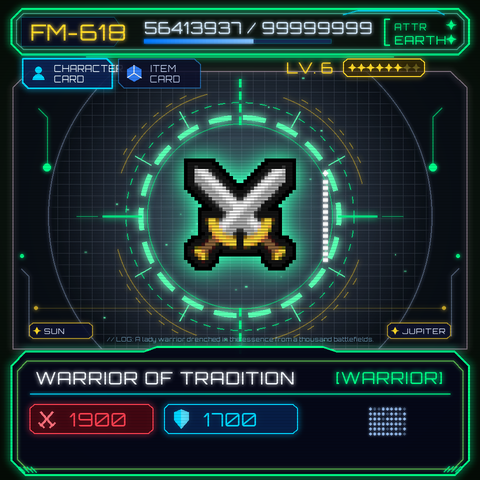 FM-618
56413937 / 99999999
ATTR
EARTH
CHARACTER
CARD
ITEM
CARD
LV. 6
SUN
JUPITER
// LOG: A lady warrior drenched in the essence from a thousand battlefields.
WARRIOR OF TRADITION
[WARRIOR]
1900
1700